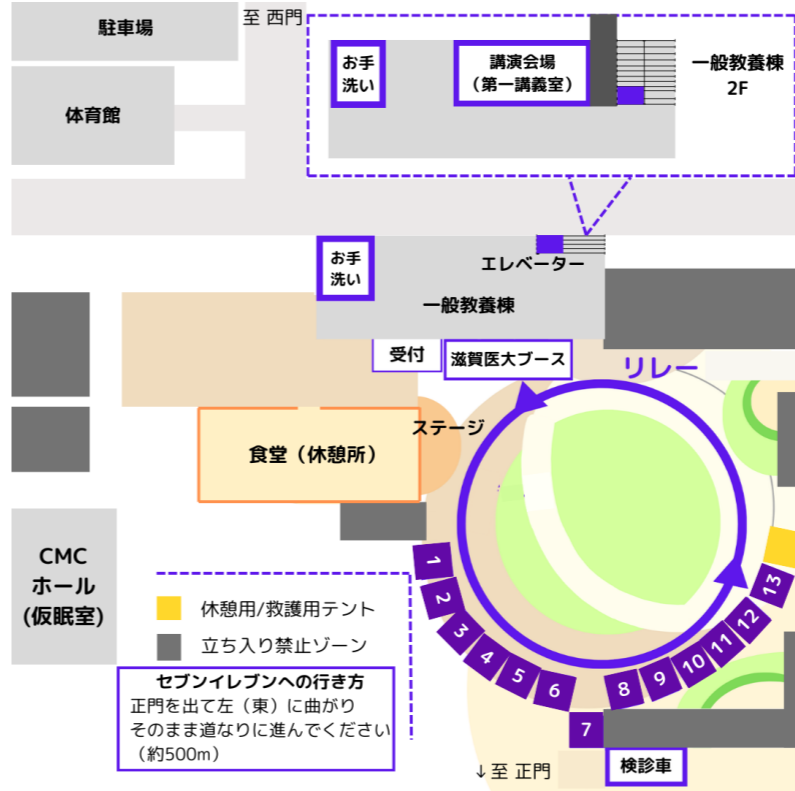 駐車場
至 西門
お手
洗い
講演会場
(第一講義室)
一般教養棟
2F
体育館
お手
洗い
エレベーター
一般教養棟
受付
滋賀医大ブース
リレー
ステージ
食堂（休憩所）
CMC
ホール
(仮眠室)
休憩用/救護用テント
立ち入り禁止ゾーン
セブンイレブンへの行き方
正門を出て左（東）に曲がり
そのまま道なりに進んでください
（約500m）
1
2
3
4
5
6
7
8
9
10
11
12
13
↓至 正門
検診車